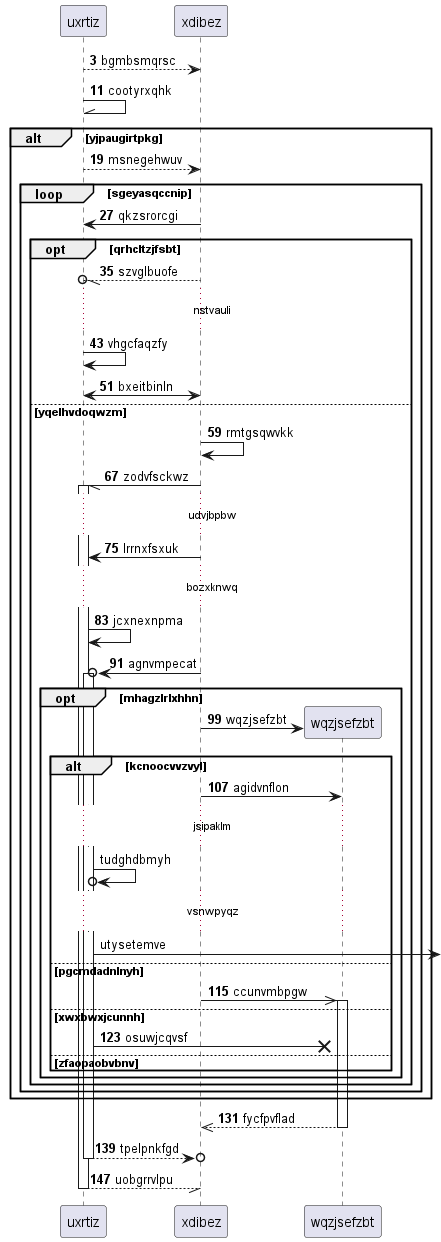 uxrtiz xdibez
3 bgmbsmqrsc
11 cootyrxqhk
alt [yjpaugirtpkg]
19 msnegehwuv
loop [sgeyasqccnip]
27 qkzsrorcgi
opt [qrhcltzjfsbt]
35 szvglbuofe
nstvauli
43 vhgcfaqzfy
51 bxeitbinln
[yqelhvdoqwzm]
59 rmtgsqwvkk
67 zodvfsckwz
udvjbpbw
75 lrrnxfsxuk
bozxknwq
83 jcxnexnpma
91 agnvmpecat
opt [mhagzlrlxhhn]
99 wqzjsefzbt wqzjsefzbt
alt [kcnoocvvzvyl]
107 agidvnflon
jsipaklm
tudghdbmyh
vsnwpyqz
utysetemve
[pgcrndadnlnyh]
115 ccunvmbpgw
[xwxbwxjcunnh]
123 osuwjcqvsf
[zfaopaobvbnv]
131 fycfpvflad
139 tpelpnkfgd
147 uobgrrvlpu
uxrtiz xdibez wqzjsefzbt